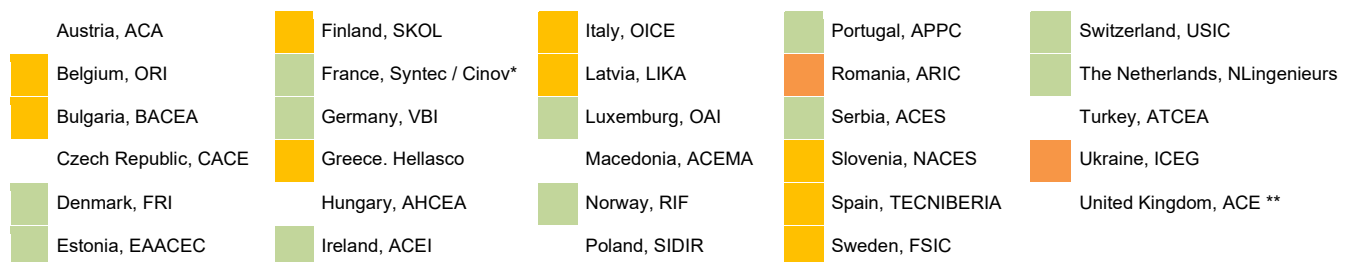 Austria, ACA
Belgium, ORI
Bulgaria, BACEA
Czech Republic, CACE
Denmark, FRI
Estonia, EAACEC
Finland, SKOL
France, Syntec / Cinov*
Germany, VBI
Greece. Hellasco
Hungary, AHCEA
Ireland, ACEI
Italy, OICE
Latvia, LIKA
Luxemburg, OAI
Macedonia, ACEMA
Norway, RIF
Poland, SIDIR
Portugal, APPC
Romania, ARIC
Serbia, ACES
Slovenia, NACES
Spain, TECNIBERIA
Sweden, FSIC
Switzerland, USIC
The Netherlands, NLingenieurs
Turkey, ATCEA
Ukraine, ICEG
United Kingdom, ACE **